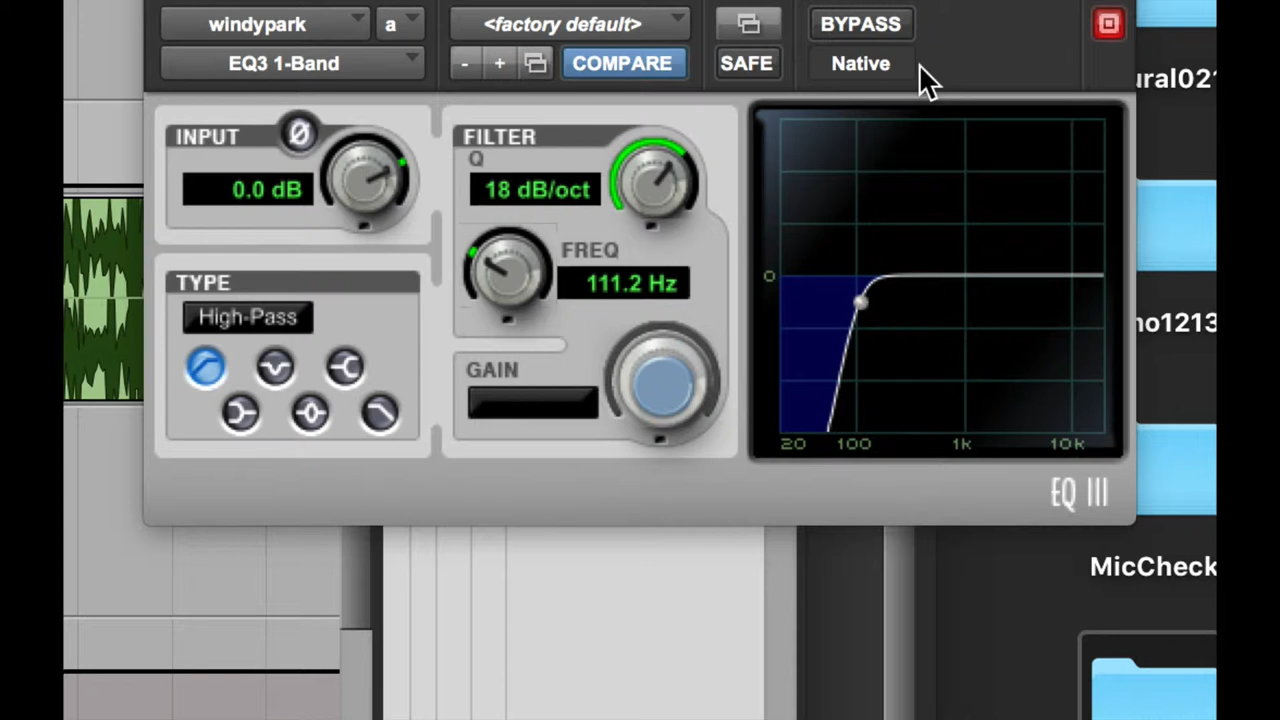 windypark a <factory default> BYPASS
EQ3 1-Band - + COMPARE SAFE Native
ural021
INPUT Ø
0.0 dB
FILTER
Q
18 dB/oct
FREQ
111.2 Hz
TYPE
High-Pass
GAIN
0
20 100 1k 10k
EQ III
no1213
MicCheck